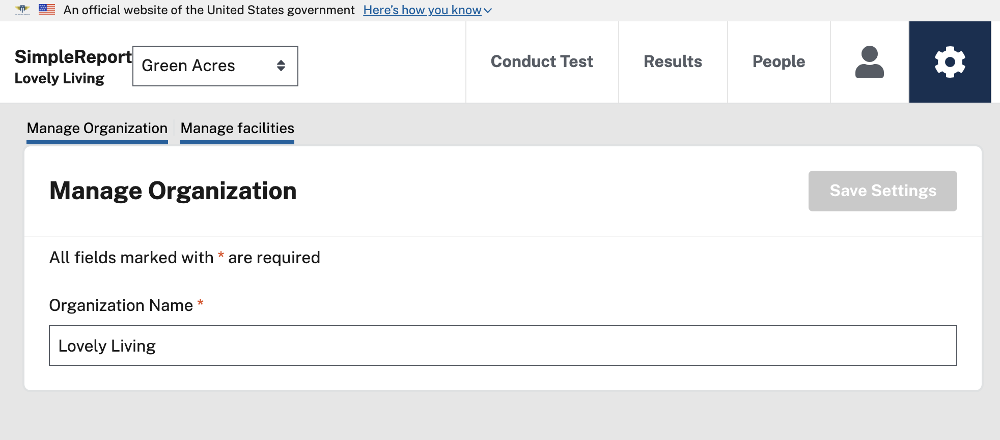 An official website of the United States government Here’s how you know
SimpleReport
Lovely Living
Green Acres
Conduct Test
Results
People
Manage Organization
Manage facilities
Manage Organization
Save Settings
All fields marked with * are required
Organization Name *
Lovely Living